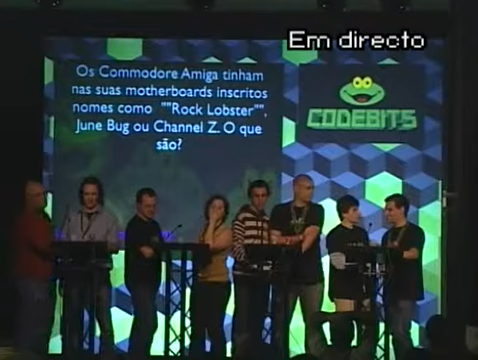 Em directo
Os Commodore Amiga tinham
nas suas motherboards inscritos
nomes como ""Rock Lobster"",
June Bug ou Channel Z. O que
são?
CODEBITS